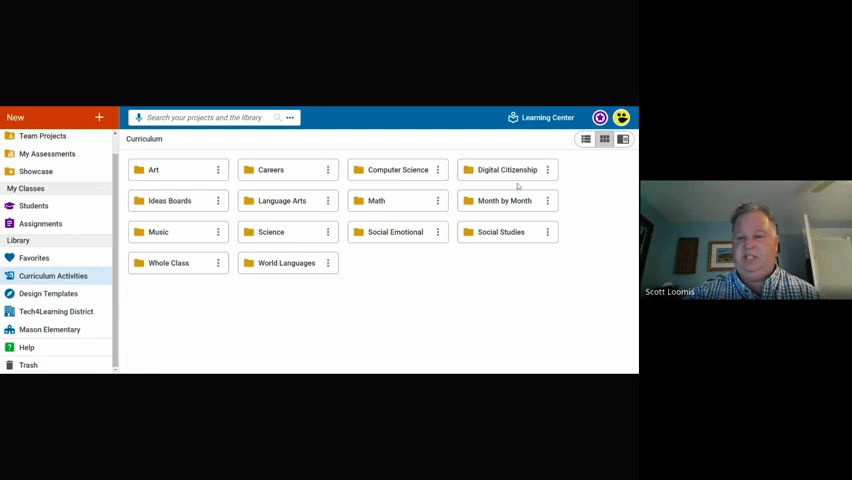 New +
Search your projects and the library
Learning Center
Team Projects
My Assessments
Showcase
My Classes
Students
Assignments
Library
Favorites
Curriculum Activities
Design Templates
Tech4Learning District
Mason Elementary
? Help
Trash
Curriculum
Art
Careers
Computer Science
Digital Citizenship
Ideas Boards
Language Arts
Math
Month by Month
Music
Science
Social Emotional
Social Studies
Whole Class
World Languages
Scott Loomis